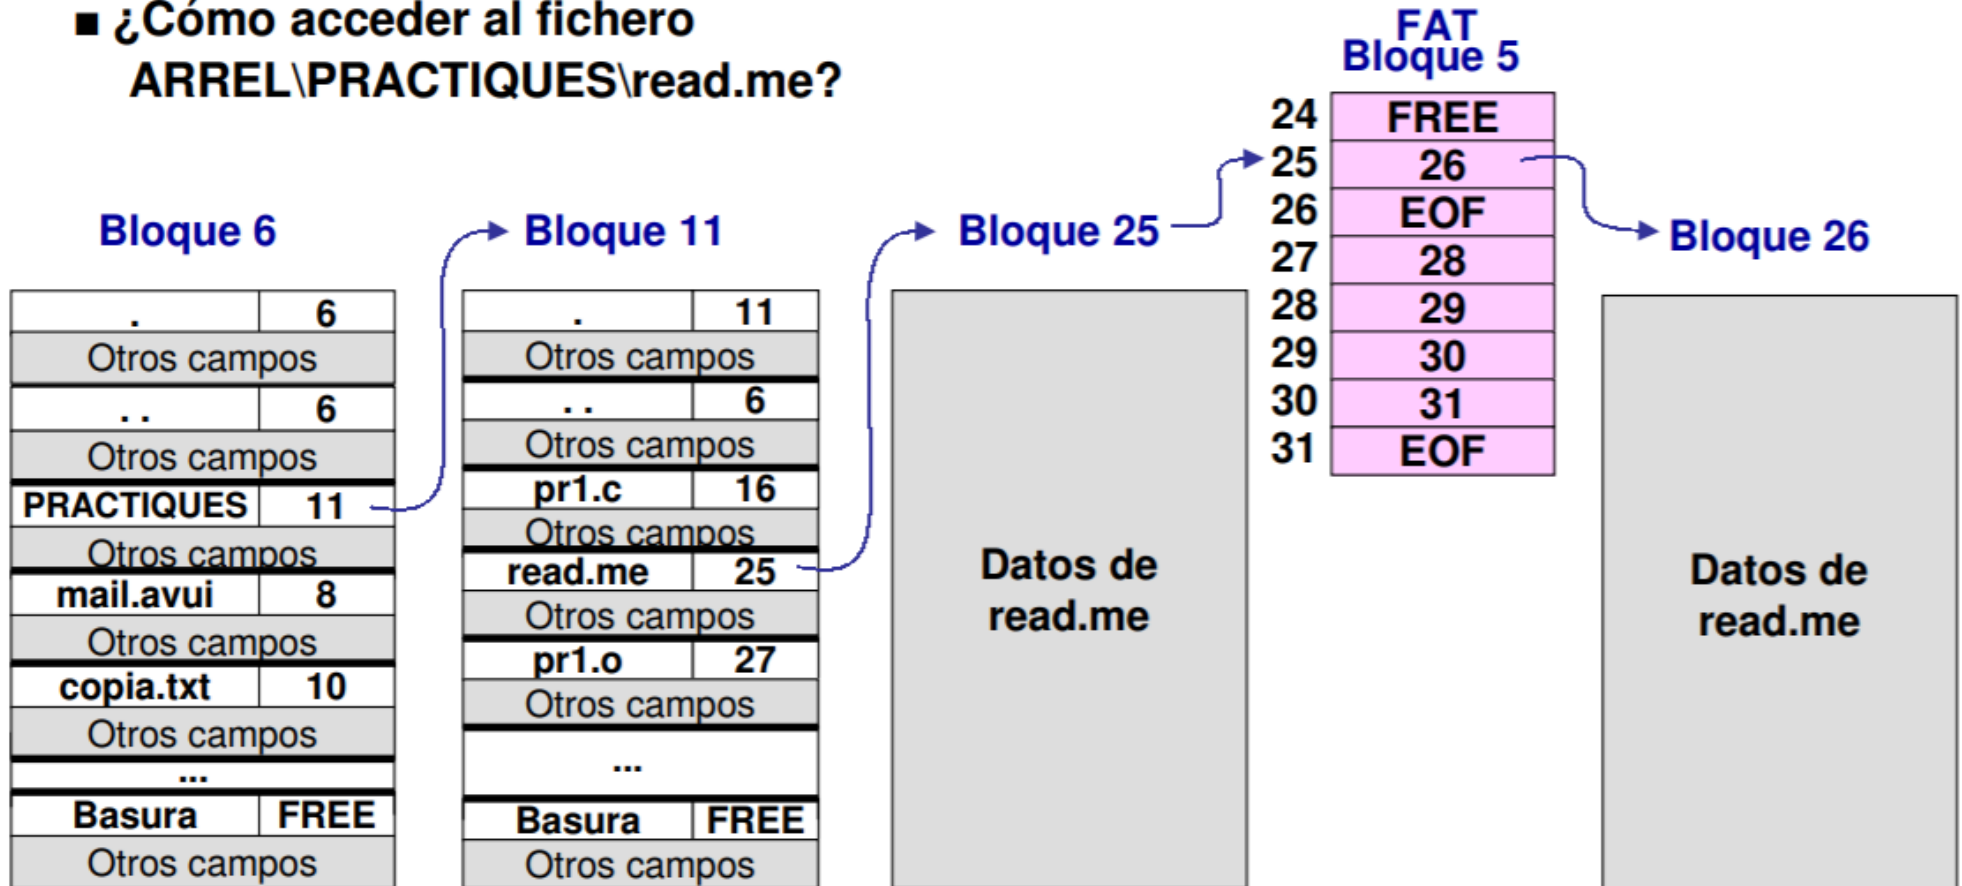 ■ ¿Cómo acceder al fichero
ARREL\PRACTIQUES\read.me?
Bloque 6
. 6
Otros campos
. . 6
Otros campos
PRACTIQUES 11
Otros campos
mail.avui 8
Otros campos
copia.txt 10
Otros campos
...
Basura FREE
Otros campos
Bloque 11
. 11
Otros campos
. . 6
Otros campos
pr1.c 16
Otros campos
read.me 25
Otros campos
pr1.o 27
Otros campos
...
Basura FREE
Otros campos
Bloque 25
Datos de
read.me
FAT
Bloque 5
24 FREE
25 26
26 EOF
27 28
28 29
29 30
30 31
31 EOF
Bloque 26
Datos de
read.me